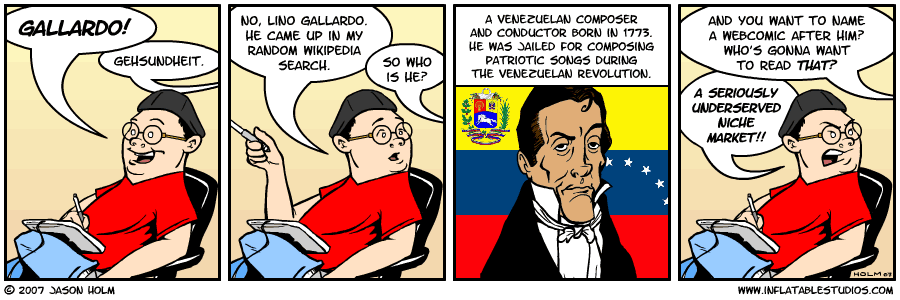 GALLARDO!
GEHSUNDHEIT.
NO, LINO GALLARDO.
HE CAME UP IN MY
RANDOM WIKIPEDIA
SEARCH.
SO WHO
IS HE?
A VENEZUELAN COMPOSER
AND CONDUCTOR BORN IN 1773.
HE WAS JAILED FOR COMPOSING
PATRIOTIC SONGS DURING
THE VENEZUELAN REVOLUTION.
AND YOU WANT TO NAME
A WEBCOMIC AFTER HIM?
WHO'S GONNA WANT
TO READ THAT?
A SERIOUSLY
UNDERSERVED
NICHE
MARKET!!
HOLM 07
© 2007 JASON HOLM
WWW.INFLATABLESTUDIOS.COM